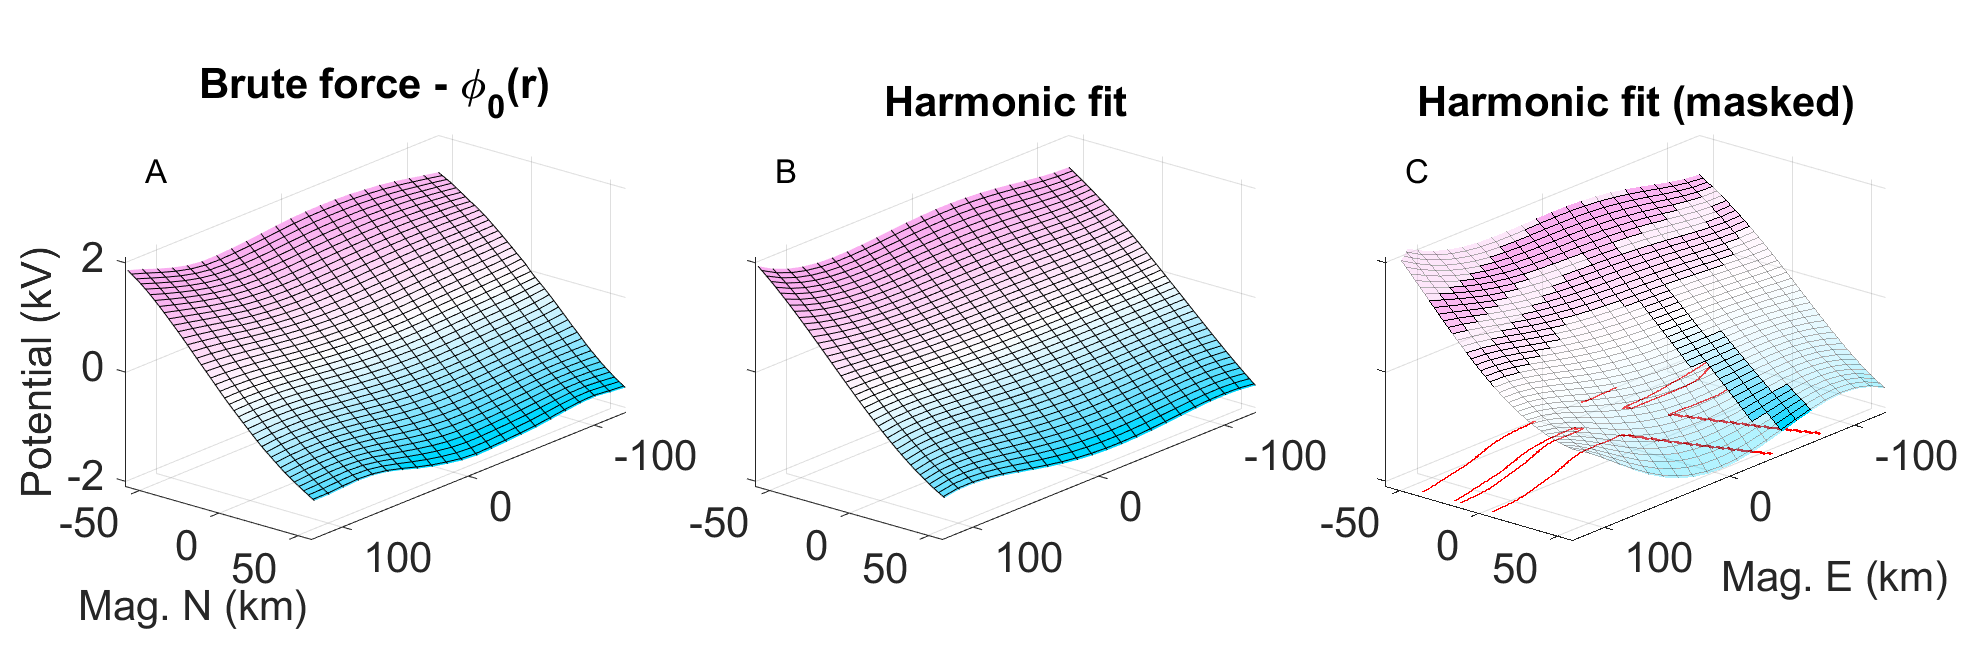 Brute force - ϕ0(r)
Harmonic fit
Harmonic fit (masked)
A
B
C
Potential (kV)
2
0
-2
-50
0
50
Mag. N (km)
100
0
-100
-50
0
50
100
0
-100
-50
0
50
100
0
-100
Mag. E (km)